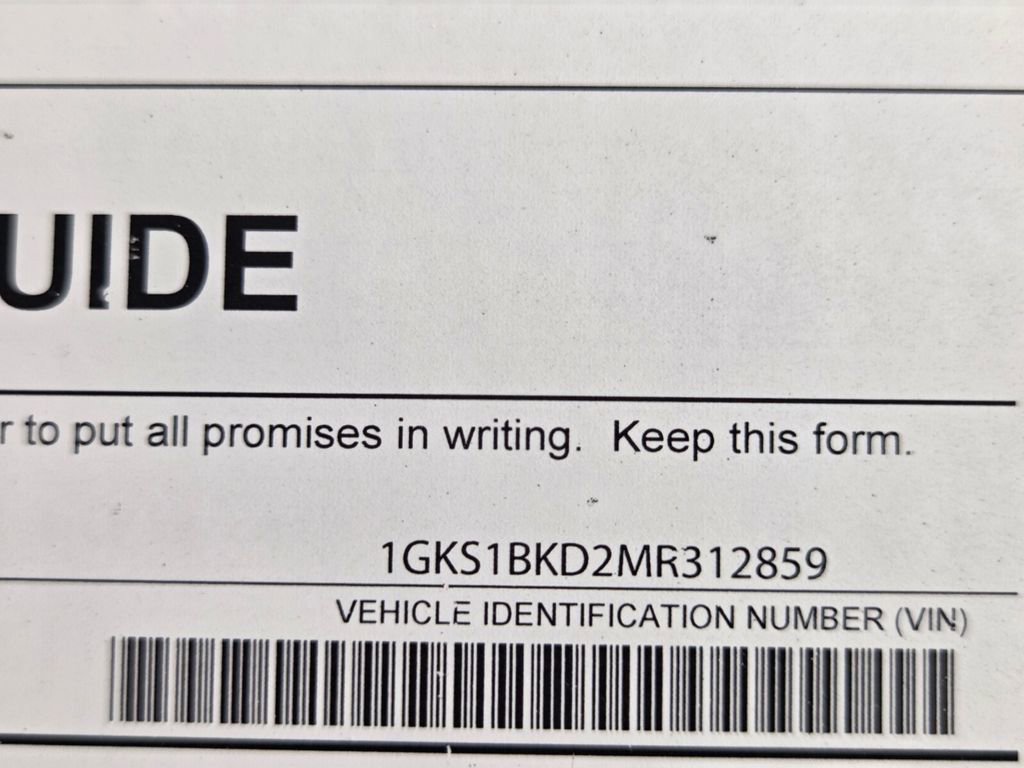 UIDE
r to put all promises in writing. Keep this form.
1GKS1BKD2MR312859
VEHICLE IDENTIFICATION NUMBER (VIN)